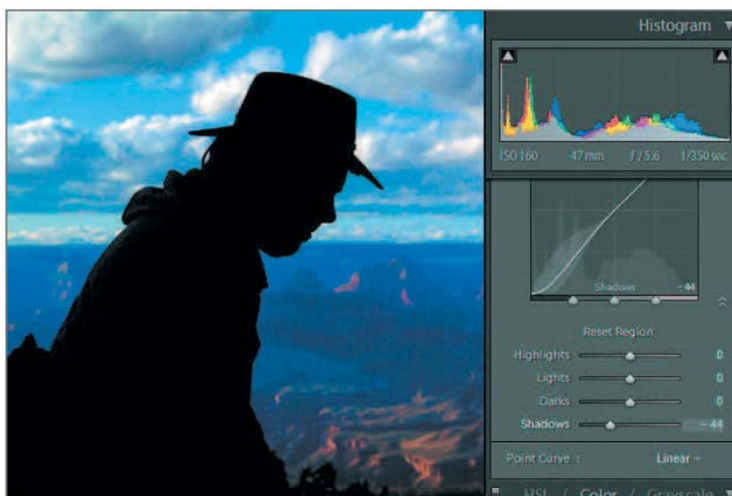 Histogram
ISO 160 47 mm f / 5.6 1/350 sec
Shadows - 44
Reset Region
Highlights 0
Lights 0
Darks 0
Shadows - 44
Point Curve : Linear
HSL / Color / Grayscale